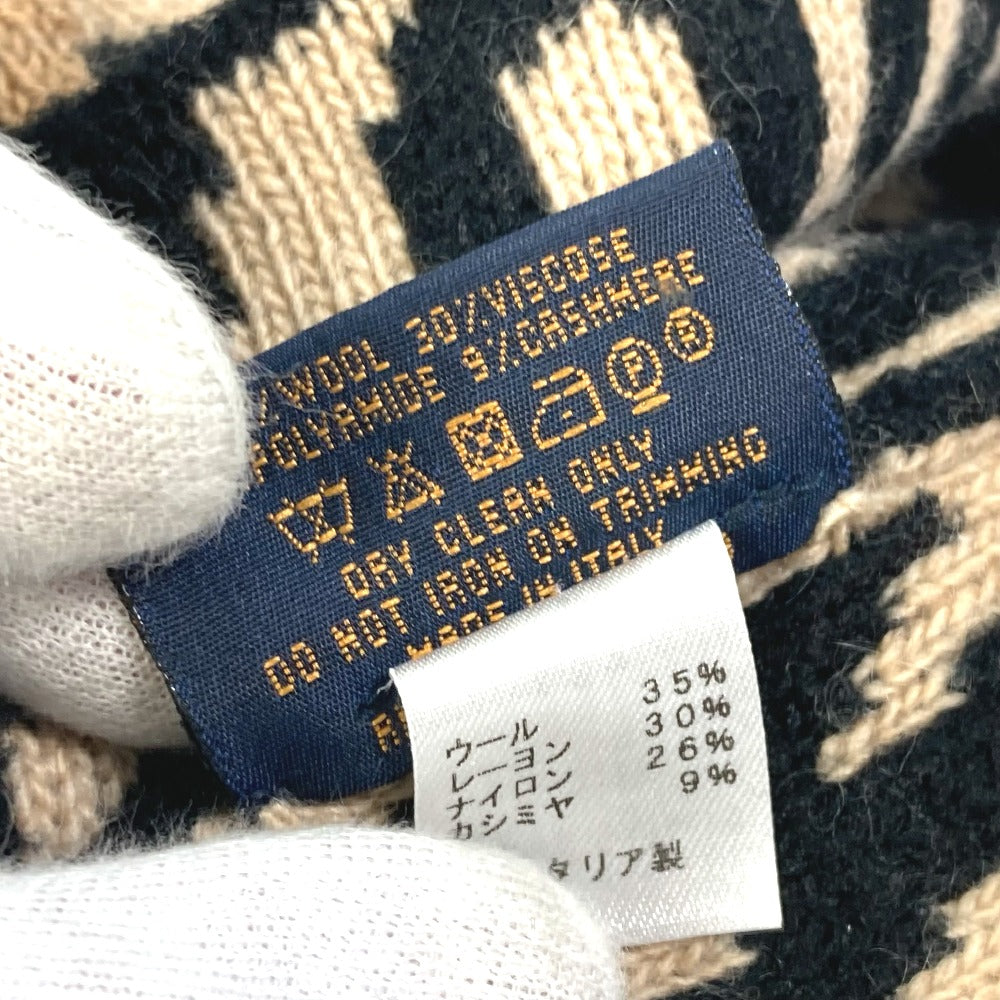 %WOOL 30%VISCOSE
POLYAMIDE 9%CASHMERE
P
DRY CLEAN ONLY
DO NOT IRON ON TRIMMING
MADE IN ITALY
ウール 35%
レーヨン 30%
ナイロン 26%
カシミヤ 9%
タリア製